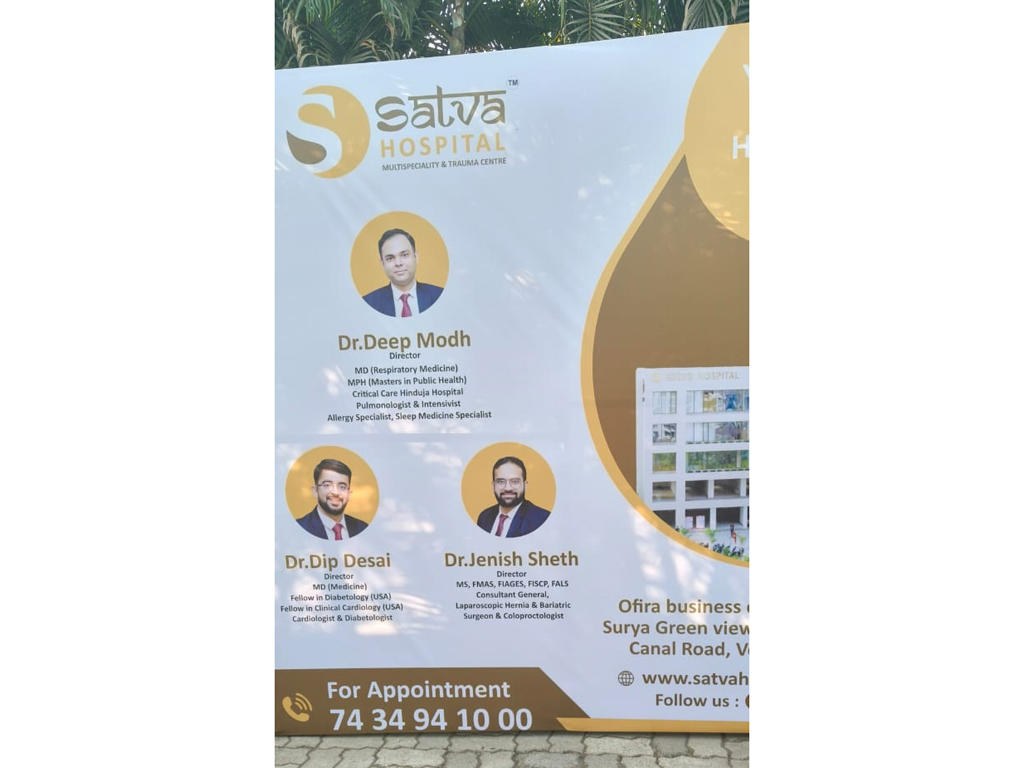 Satva
TM
HOSPITAL
MULTISPECIALITY & TRAUMA CENTRE
Dr.Deep Modh
Director
MD (Respiratory Medicine)
MPH (Masters in Public Health)
Critical Care Hinduja Hospital
Pulmonologist & Intensivist
Allergy Specialist, Sleep Medicine Specialist
Dr.Dip Desai
Director
MD (Medicine)
Fellow in Diabetology (USA)
Fellow in Clinical Cardiology (USA)
Cardiologist & Diabetologist
Dr.Jenish Sheth
Director
MS, FMAS, FIAGES, FISCP, FALS
Consultant General,
Laparoscopic Hernia & Bariatric
Surgeon & Coloproctologist
H
HOSPITAL
Ofira business
Surya Green view
Canal Road,
www.satvah
Follow us :
For Appointment
74 34 94 10 00